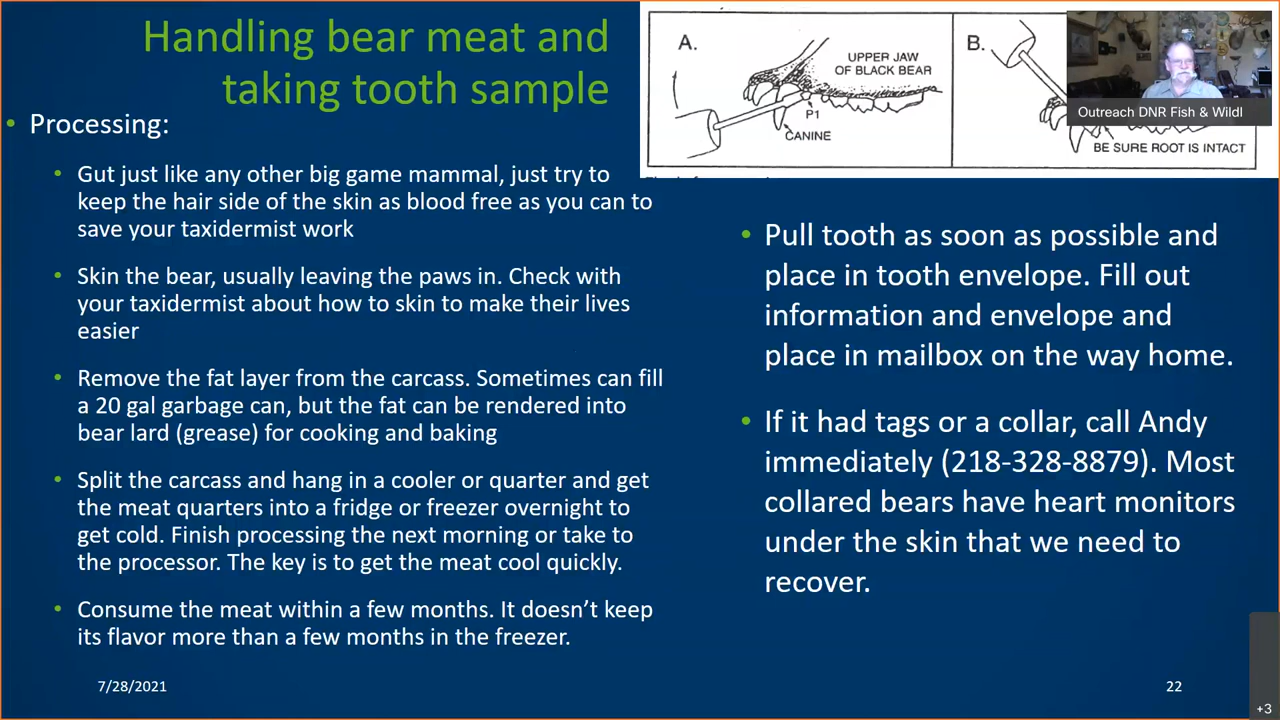 Handling bear meat and
taking tooth sample
• Processing:
• Gut just like any other big game mammal, just try to
keep the hair side of the skin as blood free as you can to
save your taxidermist work
• Skin the bear, usually leaving the paws in. Check with
your taxidermist about how to skin to make their lives
easier
• Remove the fat layer from the carcass. Sometimes can fill
a 20 gal garbage can, but the fat can be rendered into
bear lard (grease) for cooking and baking
• Split the carcass and hang in a cooler or quarter and get
the meat quarters into a fridge or freezer overnight to
get cold. Finish processing the next morning or take to
the processor. The key is to get the meat cool quickly.
• Consume the meat within a few months. It doesn't keep
its flavor more than a few months in the freezer.
A.
UPPER JAW
OF BLACK BEAR
P1
CANINE
B.
Outreach DNR Fish & Wildl
BE SURE ROOT IS INTACT
• Pull tooth as soon as possible and
place in tooth envelope. Fill out
information and envelope and
place in mailbox on the way home.
• If it had tags or a collar, call Andy
immediately (218-328-8879). Most
collared bears have heart monitors
under the skin that we need to
recover.
7/28/2021
22
+3